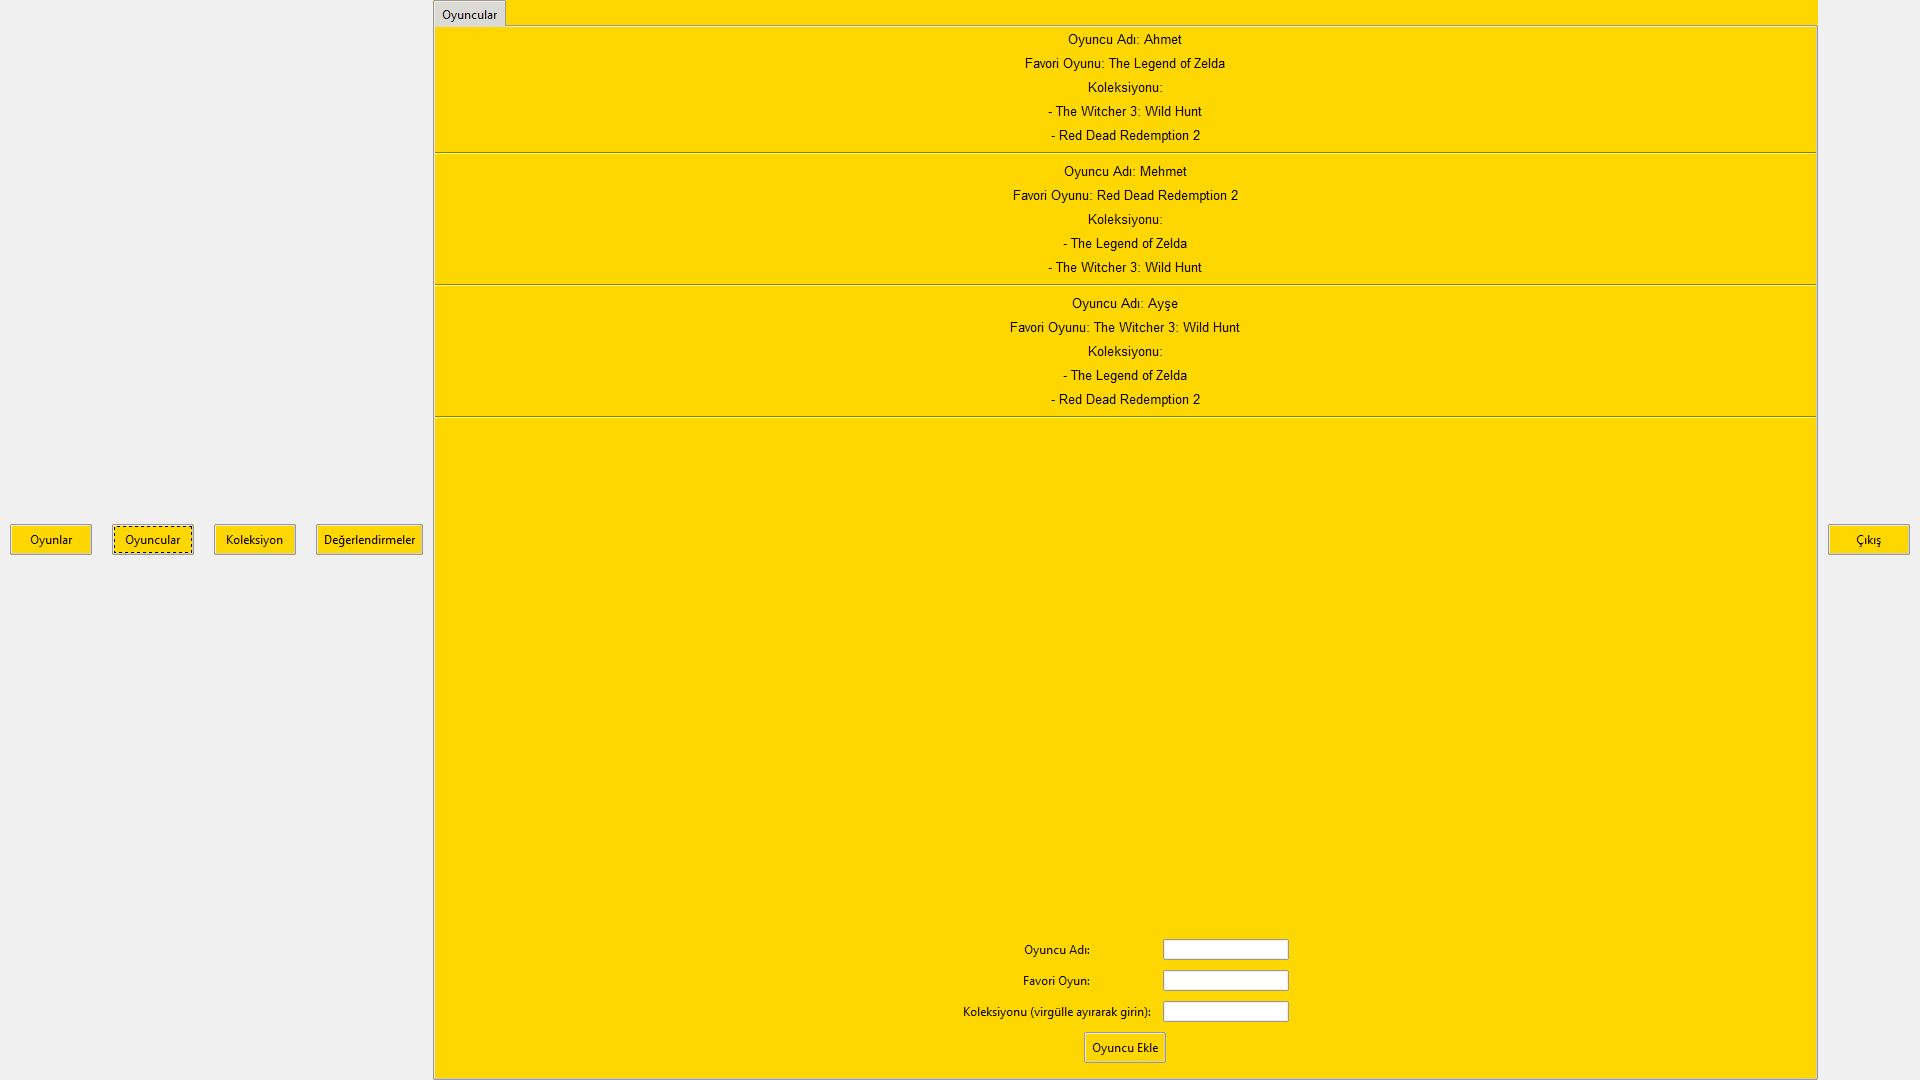 Oyuncular
Oyuncu Adı: Ahmet
Favori Oyunu: The Legend of Zelda
Koleksiyonu:
- The Witcher 3: Wild Hunt
- Red Dead Redemption 2
Oyuncu Adı: Mehmet
Favori Oyunu: Red Dead Redemption 2
Koleksiyonu:
- The Legend of Zelda
- The Witcher 3: Wild Hunt
Oyuncu Adı: Ayşe
Favori Oyunu: The Witcher 3: Wild Hunt
Koleksiyonu:
- The Legend of Zelda
- Red Dead Redemption 2
Oyunlar
Oyuncular
Koleksiyon
Değerlendirmeler
Çıkış
Oyuncu Adı:
Favori Oyun:
Koleksiyonu (virgülle ayırarak girin):
Oyuncu Ekle